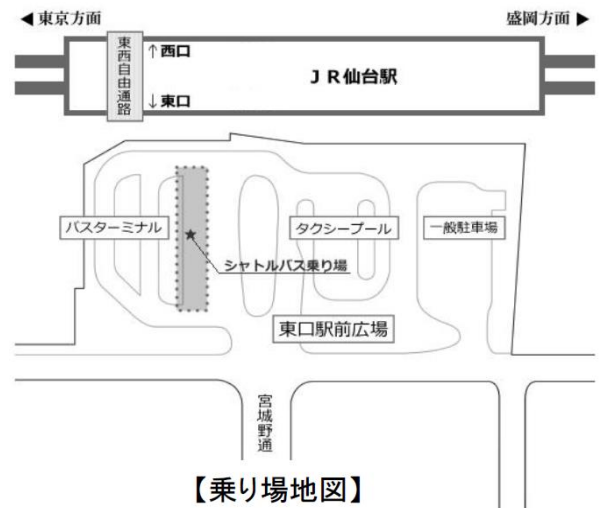 ◀東京方面
盛岡方面▶
東西自由通路
↑西口
JR仙台駅
↓東口
バスターミナル
タクシープール
一般駐車場
★
シャトルバス乗り場
東口駅前広場
宮城野通
【乗り場地図】